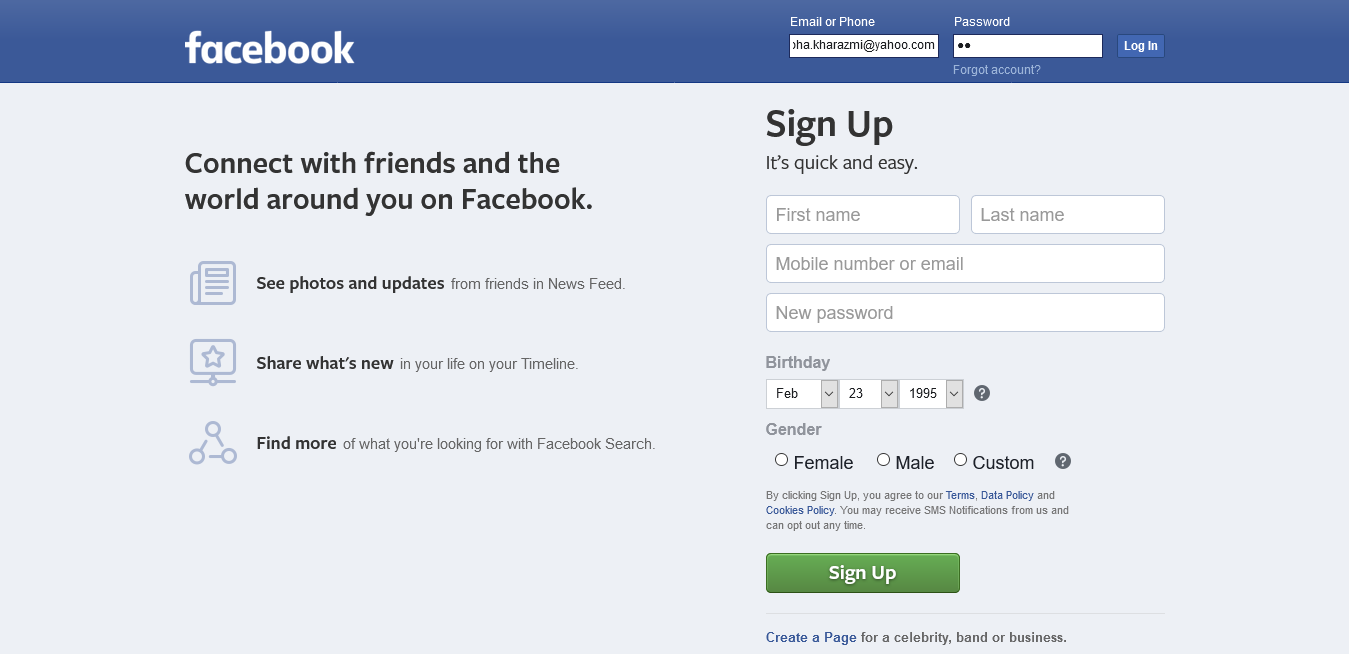 facebook
Email or Phone
Password
bha.kharazmi@yahoo.com
Log In
Forgot account?
Connect with friends and the
world around you on Facebook.
See photos and updates from friends in News Feed.
Share what's new in your life on your Timeline.
Find more of what you're looking for with Facebook Search.
Sign Up
It's quick and easy.
First name
Last name
Mobile number or email
New password
Birthday
Feb 23 1995 ?
Gender
Female Male Custom ?
By clicking Sign Up, you agree to our Terms, Data Policy and
Cookies Policy. You may receive SMS Notifications from us and
can opt out any time.
Sign Up
Create a Page for a celebrity, band or business.